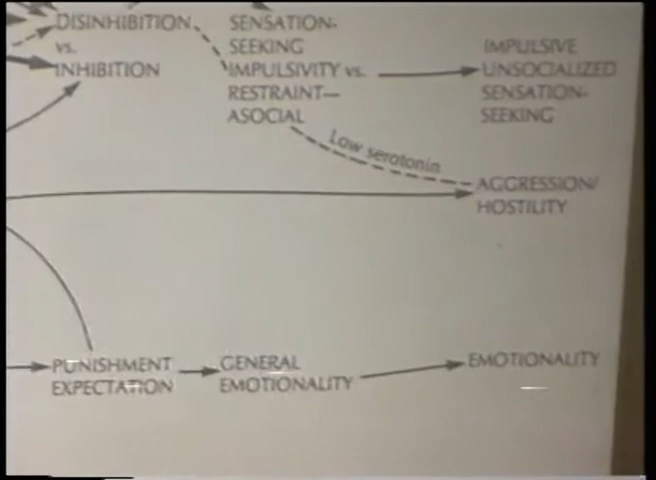 DISINHIBITION
vs.
INHIBITION
SENSATION-
SEEKING
IMPULSIVITY vs.
RESTRAINT—
ASOCIAL
IMPULSIVE
UNSOCIALIZED
SENSATION-
SEEKING
Low serotonin
AGGRESSION/
HOSTILITY
PUNISHMENT
EXPECTATION
GENERAL
EMOTIONALITY
EMOTIONALITY